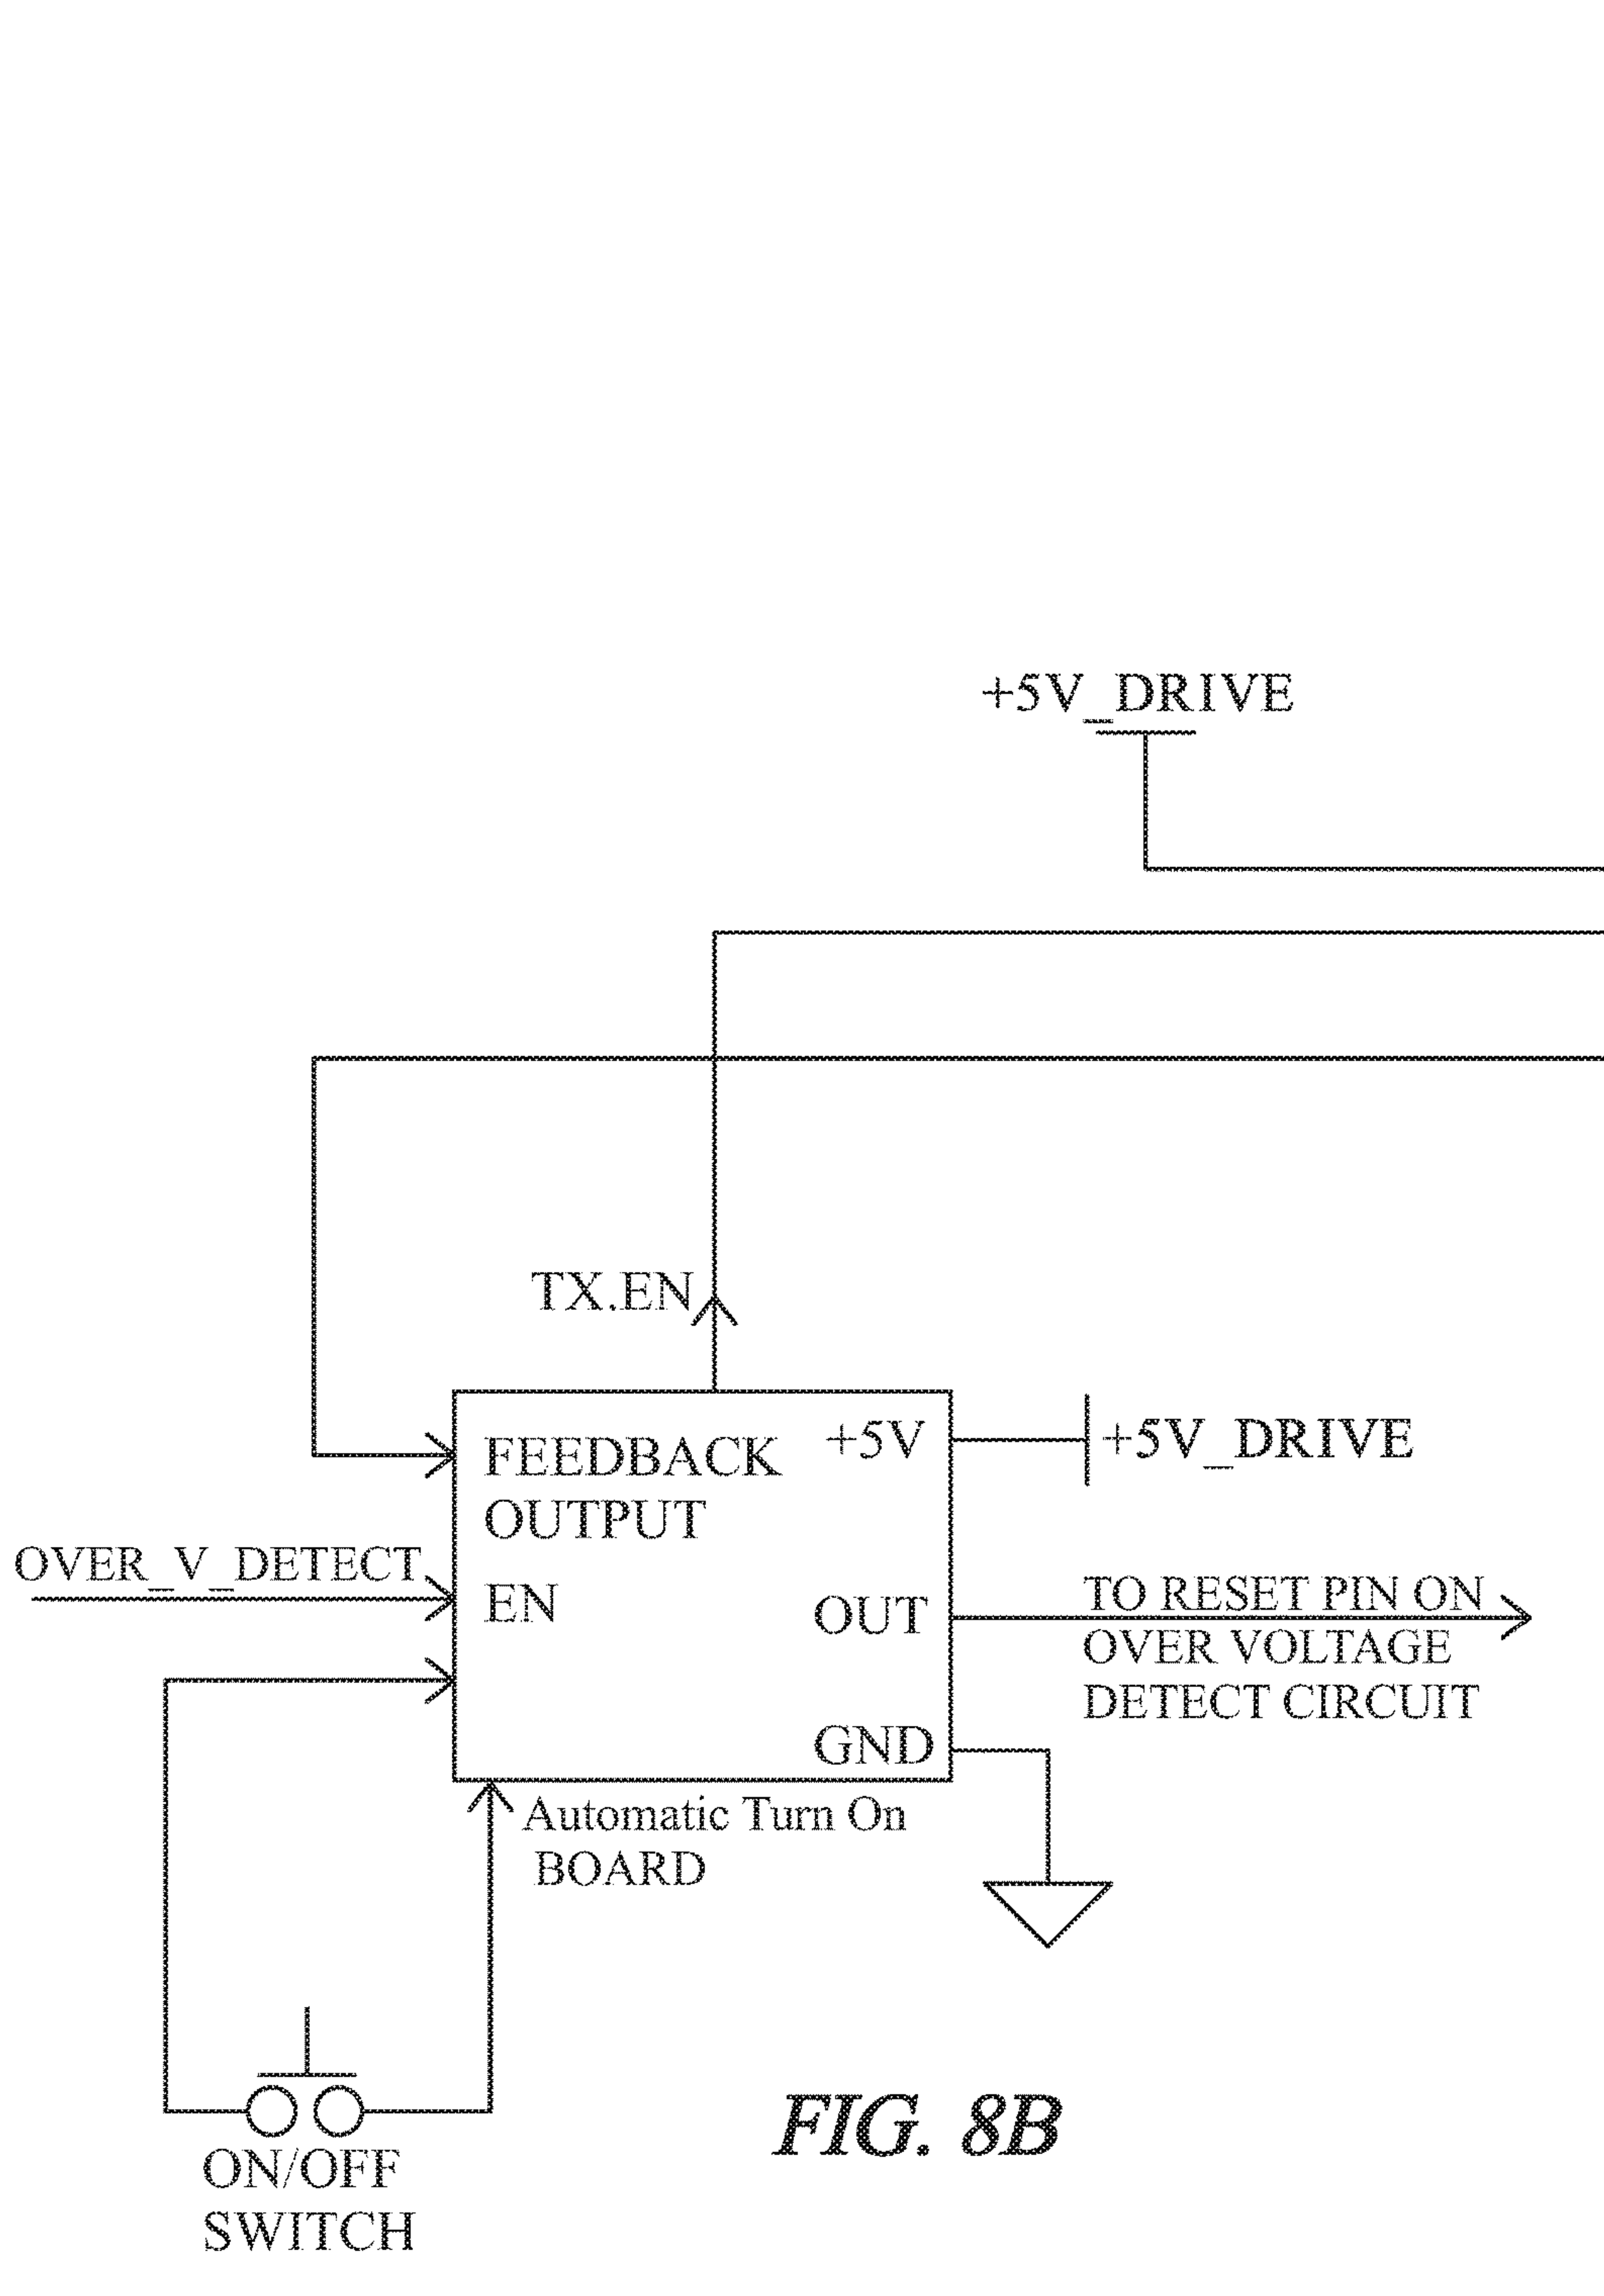 +5V_DRIVE
TX.EN
FEEDBACK
OUTPUT
+5V
+5V_DRIVE
OVER_V_DETECT
EN
OUT
TO RESET PIN ON
OVER VOLTAGE
DETECT CIRCUIT
GND
Automatic Turn On
BOARD
ON/OFF
SWITCH
FIG. 8B